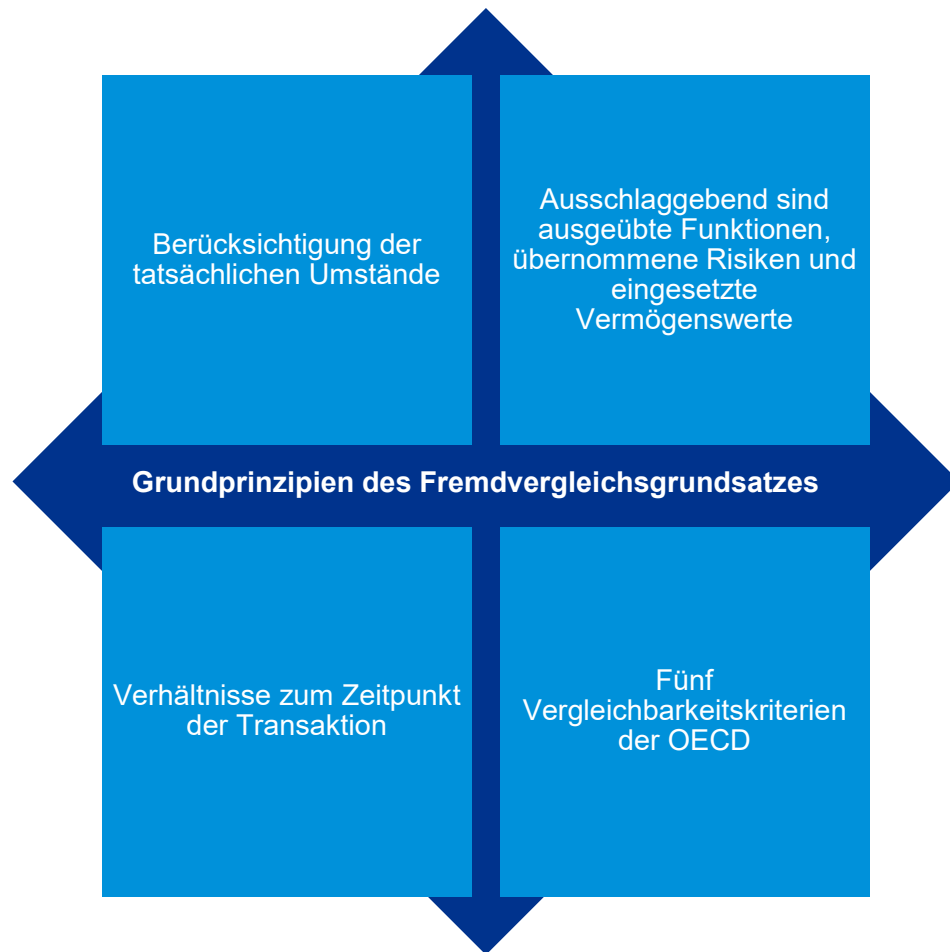 Berücksichtigung der
tatsächlichen Umstände
Ausschlaggebend sind
ausgeübte Funktionen,
übernommene Risiken und
eingesetzte
Vermögenswerte
Grundprinzipien des Fremdvergleichsgrundsatzes
Verhältnisse zum Zeitpunkt
der Transaktion
Fünf
Vergleichbarkeitskriterien
der OECD